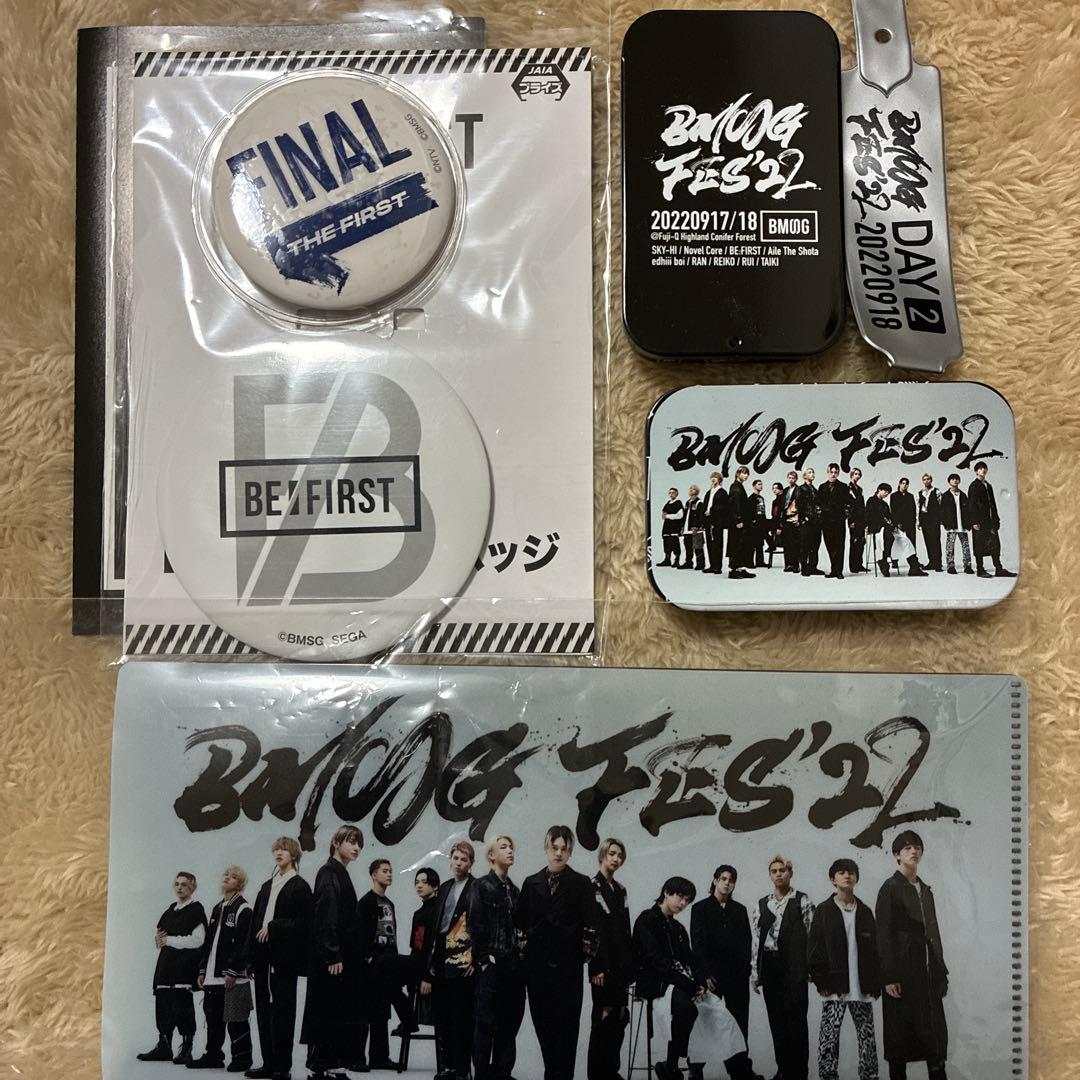 JAIA
プライズ
T
FINAL
THE FIRST
©NTV ©BMSG
B
BE:FIRST
ッジ
©BMSG SEGA
BMSG
FES'22
20220917/18 BMSG
@Fuji-Q Highland Conifer Forest
SKY-HI / Novel Core / BE:FIRST / Aile The Shota
edhiii boi / RAN / REIKO / RUI / TAIKI
BMSG
FES'22
DAY 2
20220918
BMSG FES'22
BMSG FES'22